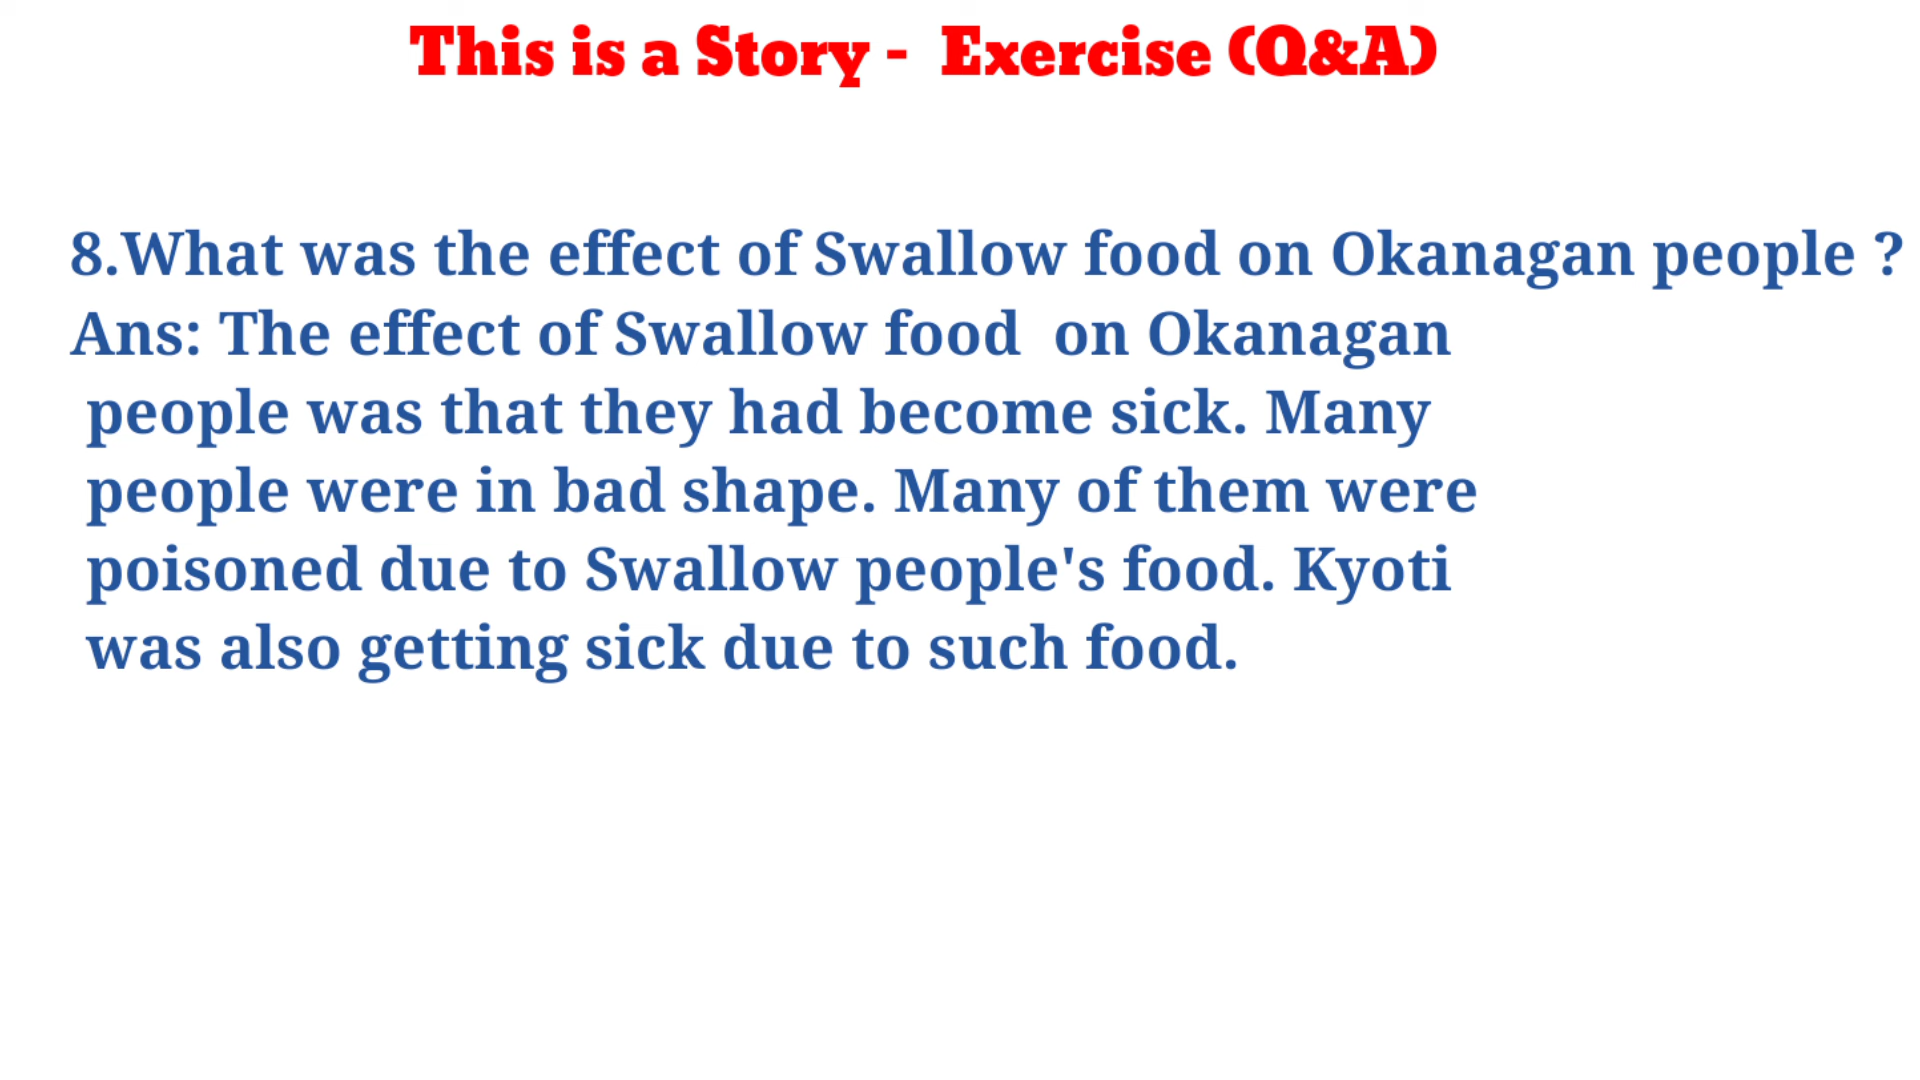 This is a Story - Exercise (Q&A)
8.What was the effect of Swallow food on Okanagan people ?
Ans: The effect of Swallow food on Okanagan
people was that they had become sick. Many
people were in bad shape. Many of them were
poisoned due to Swallow people's food. Kyoti
was also getting sick due to such food.